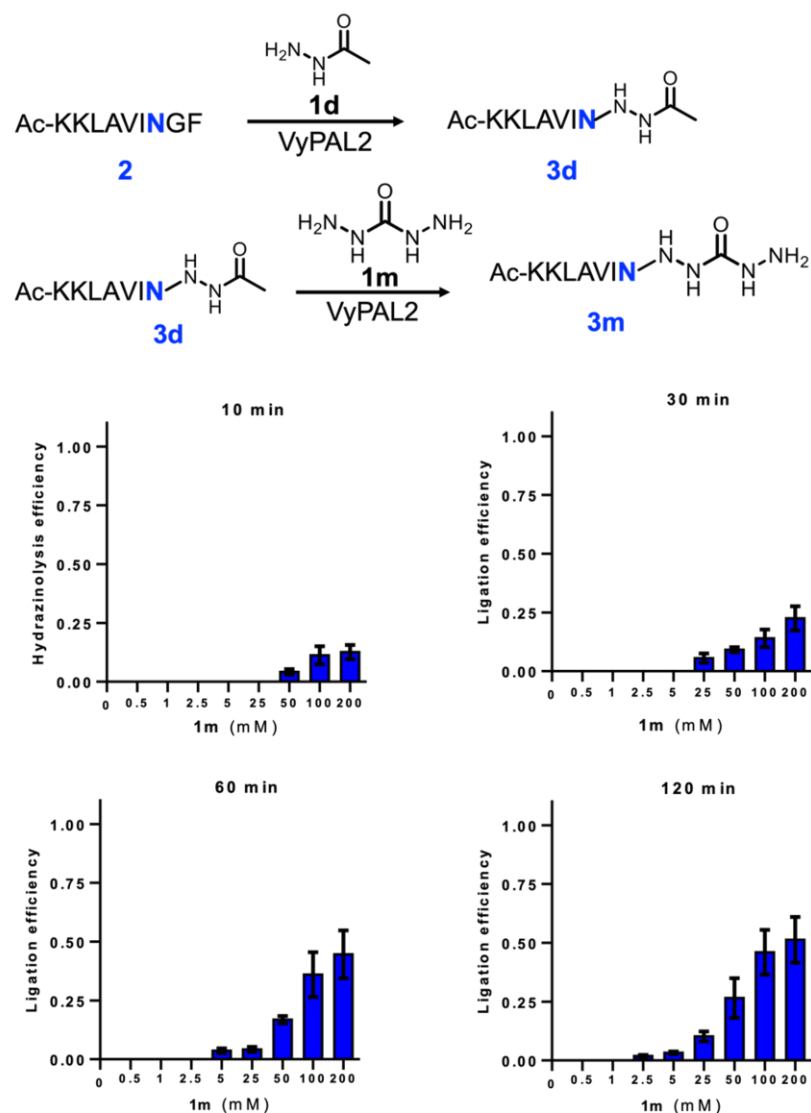 H₂N N H O
1d
Ac-KKLAVINGF
VyPAL2
Ac-KKLAVIN H N N H O
2
3d
O
H₂N N H N H NH₂
1m
Ac-KKLAVIN H N N H O
VyPAL2
Ac-KKLAVIN H N N H O H N N H NH₂
3d
3m
10 min
Hydrazinolysis efficiency
1.00
0.75
0.50
0.25
0.00
0 0.5 1 2.5 5 25 50 100 200
1m (mM)
30 min
Ligation efficiency
1.00
0.75
0.50
0.25
0.00
0 0.5 1 2.5 5 25 50 100 200
1m (mM)
60 min
Ligation efficiency
1.00
0.75
0.50
0.25
0.00
0 0.5 1 2.5 5 25 50 100 200
1m (mM)
120 min
Ligation efficiency
1.00
0.75
0.50
0.25
0.00
0 0.5 1 2.5 5 25 50 100 200
1m (mM)